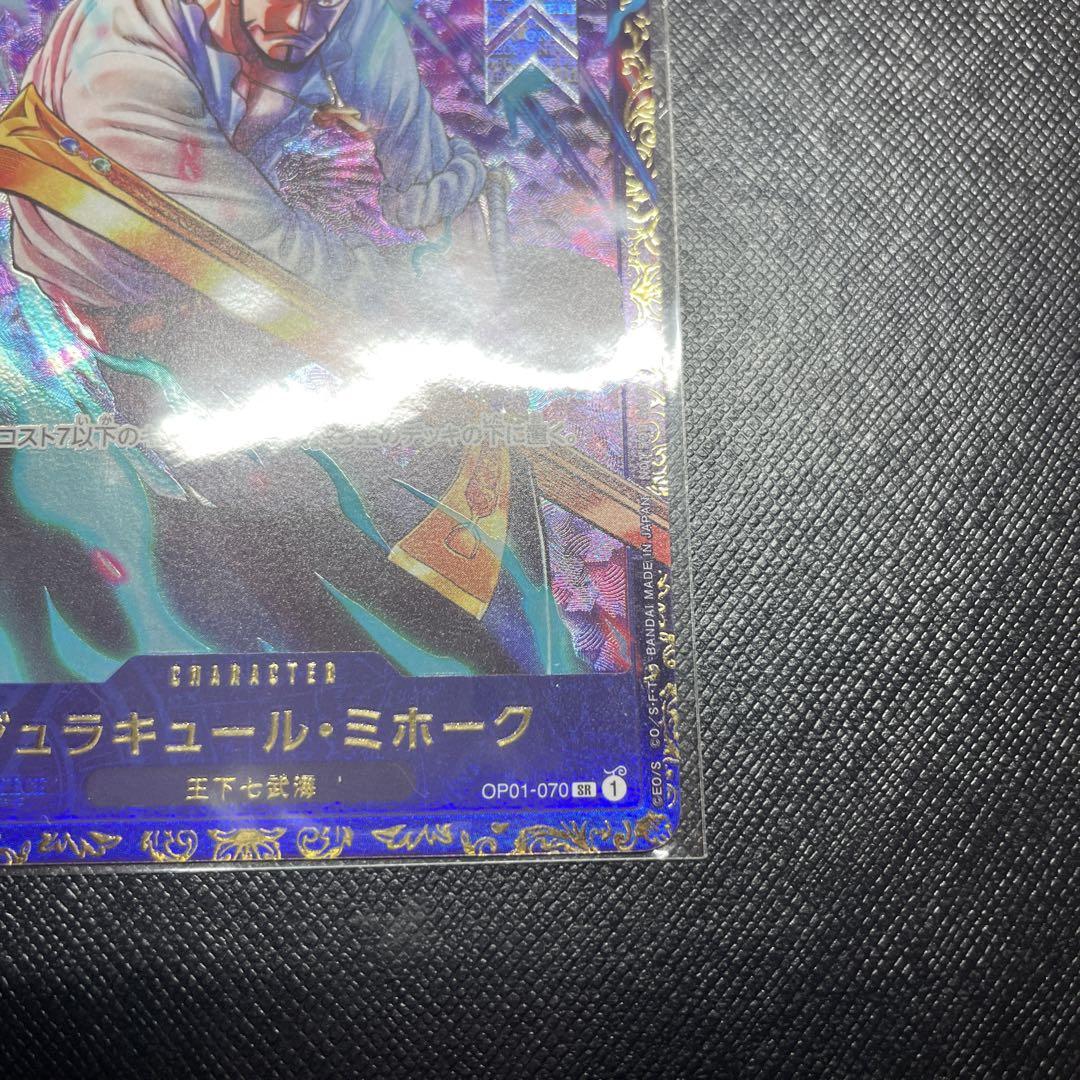 コスト7以下の
デッキの下に置く。
CHARACTER
ジュラキュール・ミホーク
王下七武海
OP01-070 SR 1
BANDAI MADE IN JAPAN